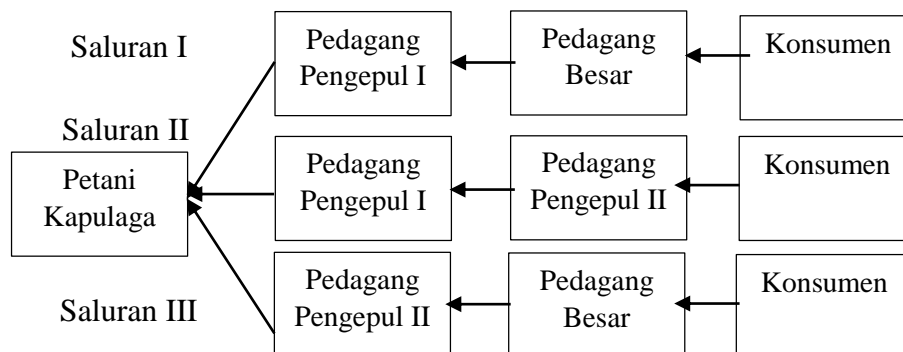 Saluran I
Pedagang
Pengepul I
Pedagang
Besar
Konsumen
Saluran II
Petani
Kapulaga
Pedagang
Pengepul I
Pedagang
Pengepul II
Konsumen
Saluran III
Pedagang
Pengepul II
Pedagang
Besar
Konsumen